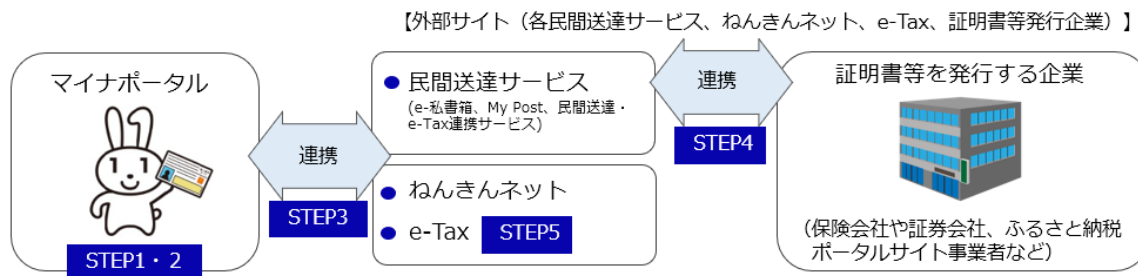 【外部サイト（各民間送達サービス、ねんきんネット、e-Tax、証明書等発行企業）】
マイナポータル
STEP1・2
連携
STEP3
● 民間送達サービス
(e-私書箱、My Post、民間送達・
e-Tax連携サービス)
● ねんきんネット
● e-Tax STEP5
連携
STEP4
証明書等を発行する企業
（保険会社や証券会社、ふるさと納税
ポータルサイト事業者など）